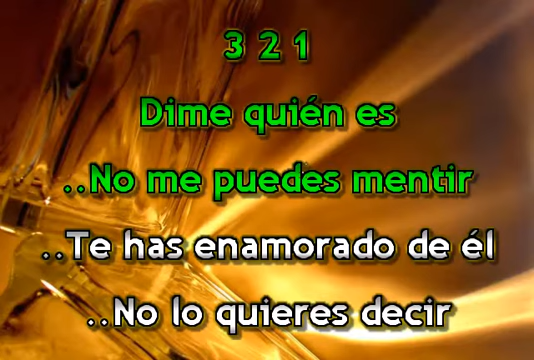 3 2 1
Dime quién es
..No me puedes mentir
..Te has enamorado de él
..No lo quieres decir